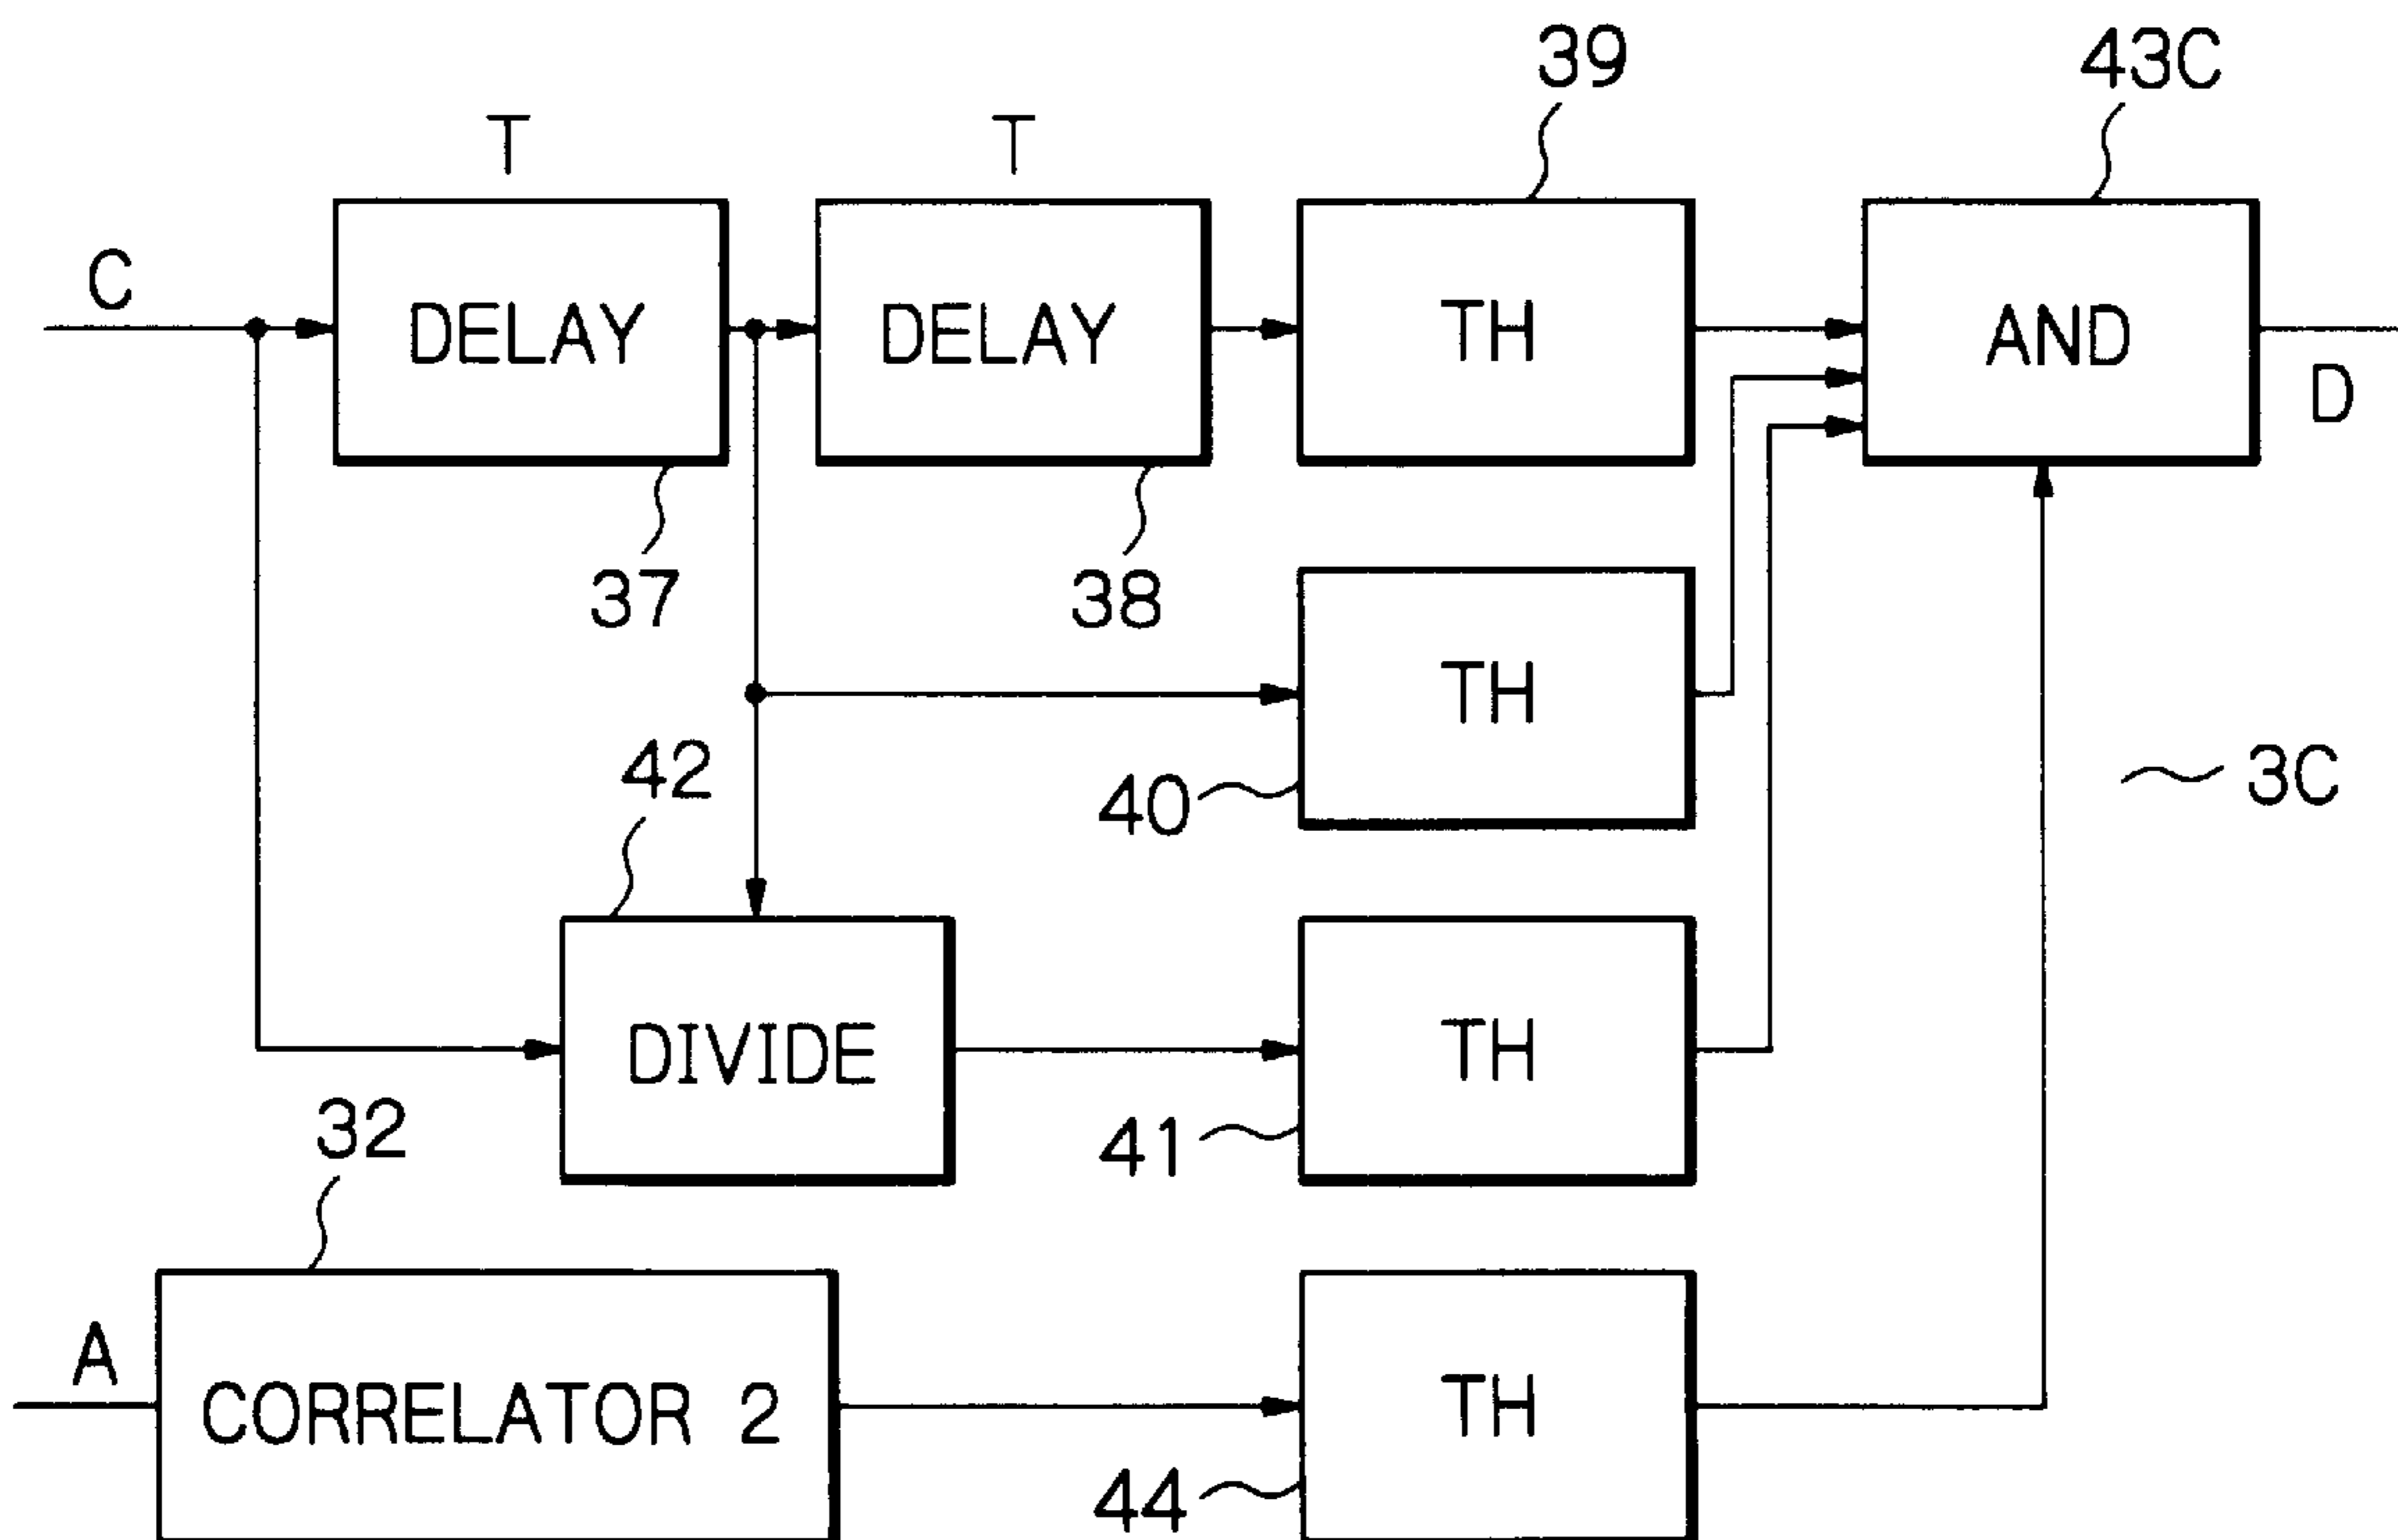 39
43C
T
T
C
DELAY
DELAY
TH
AND
D
37
38
TH
42
40
3C
DIVIDE
TH
32
41
A
CORRELATOR 2
TH
44